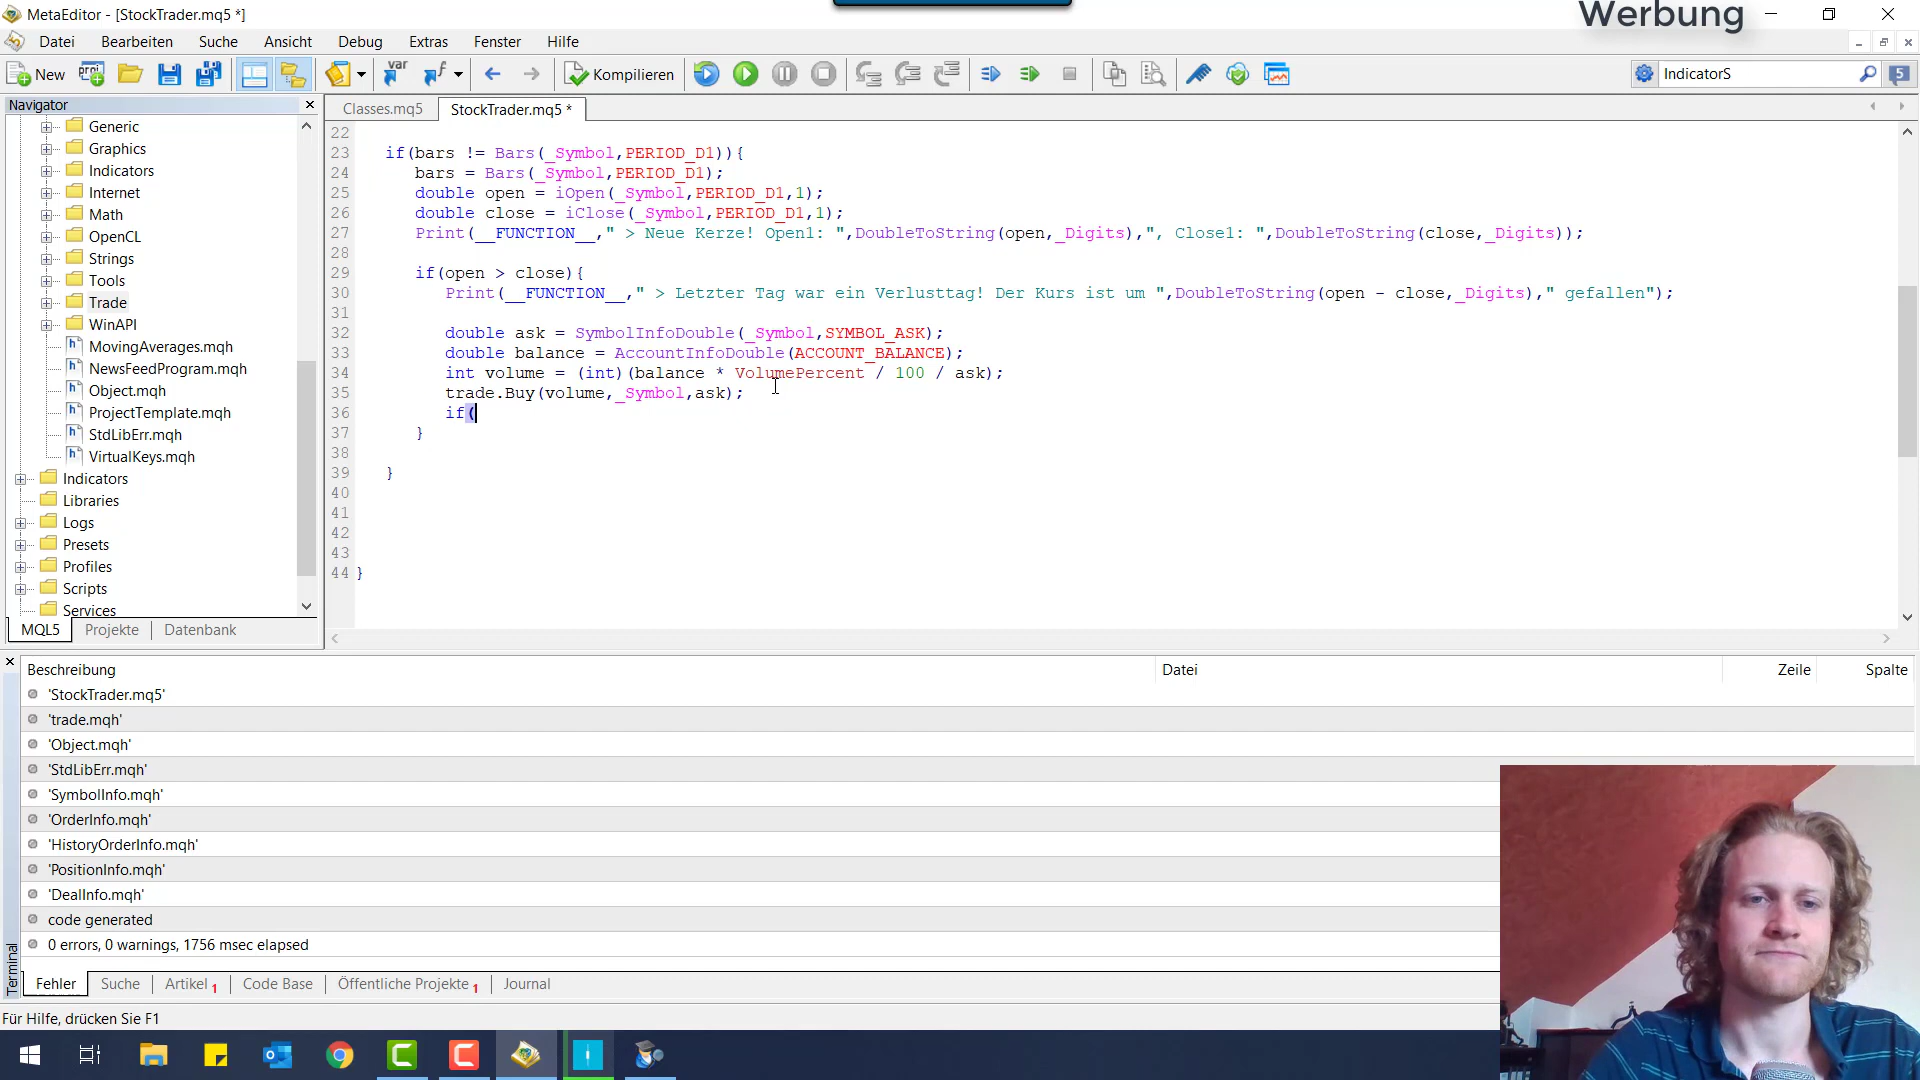 MetaEditor - [StockTrader.mq5 *]
Werbung
Datei Bearbeiten Suche Ansicht Debug Extras Fenster Hilfe
New var f Kompilieren IndicatorS 5
Navigator
Classes.mq5 StockTrader.mq5 *
Generic
Graphics
Indicators
Internet
Math
OpenCL
Strings
Tools
Trade
WinAPI
MovingAverages.mqh
NewsFeedProgram.mqh
Object.mqh
ProjectTemplate.mqh
StdLibErr.mqh
VirtualKeys.mqh
Indicators
Libraries
Logs
Presets
Profiles
Scripts
Services
MQL5 Projekte Datenbank
22
23 if(bars != Bars(_Symbol,PERIOD_D1)){
24 bars = Bars(_Symbol,PERIOD_D1);
25 double open = iOpen(_Symbol,PERIOD_D1,1);
26 double close = iClose(_Symbol,PERIOD_D1,1);
27 Print(__FUNCTION__," > Neue Kerze! Open1: ",DoubleToString(open,_Digits),", Close1: ",DoubleToString(close,_Digits));
28
29 if(open > close){
30 Print(__FUNCTION__," > Letzter Tag war ein Verlusttag! Der Kurs ist um ",DoubleToString(open - close,_Digits)," gefallen");
31
32 double ask = SymbolInfoDouble(_Symbol,SYMBOL_ASK);
33 double balance = AccountInfoDouble(ACCOUNT_BALANCE);
34 int volume = (int)(balance * VolumePercent / 100 / ask);
35 trade.Buy(volume,_Symbol,ask);
36 if(
37 }
38
39 }
40
41
42
43
44 }
Beschreibung Datei Zeile Spalte
'StockTrader.mq5'
'trade.mqh'
'Object.mqh'
'StdLibErr.mqh'
'SymbolInfo.mqh'
'OrderInfo.mqh'
'HistoryOrderInfo.mqh'
'PositionInfo.mqh'
'DealInfo.mqh'
code generated
0 errors, 0 warnings, 1756 msec elapsed
Terminal
Fehler Suche Artikel 1 Code Base Öffentliche Projekte 1 Journal
Für Hilfe, drücken Sie F1